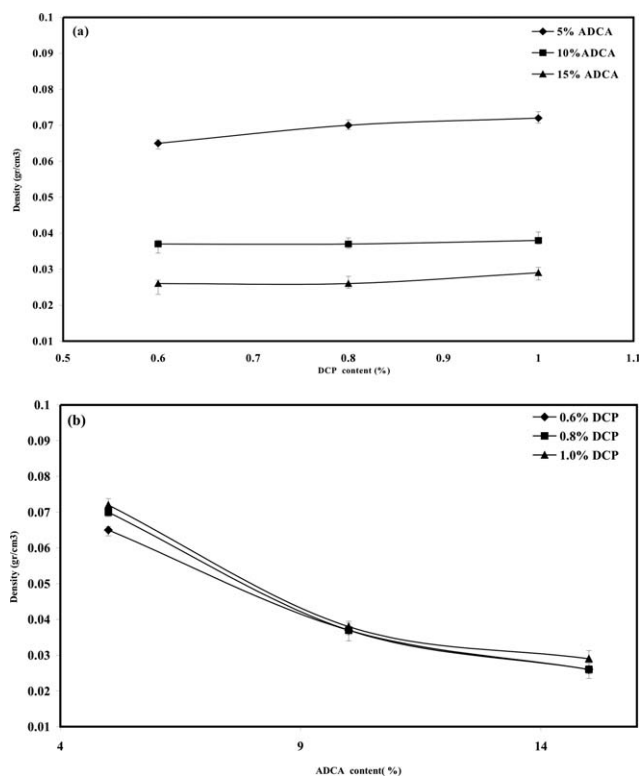 (a)
5% ADCA
10%ADCA
15% ADCA
0.1
0.09
0.08
0.07
0.06
0.05
0.04
0.03
0.02
0.01
Density (gr/cm3)
0.5 0.6 0.7 0.8 0.9 1 1.1
DCP content (%)
(b)
0.6% DCP
0.8% DCP
1.0% DCP
0.1
0.09
0.08
0.07
0.06
0.05
0.04
0.03
0.02
0.01
Density (gr/cm3)
4 9 14
ADCA content( %)